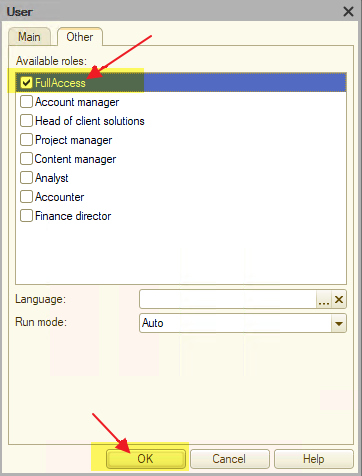 User
Main Other
Available roles:
FullAccess
Account manager
Head of client solutions
Project manager
Content manager
Analyst
Accounter
Finance director
Language: ...
Run mode: Auto
OK Cancel Help